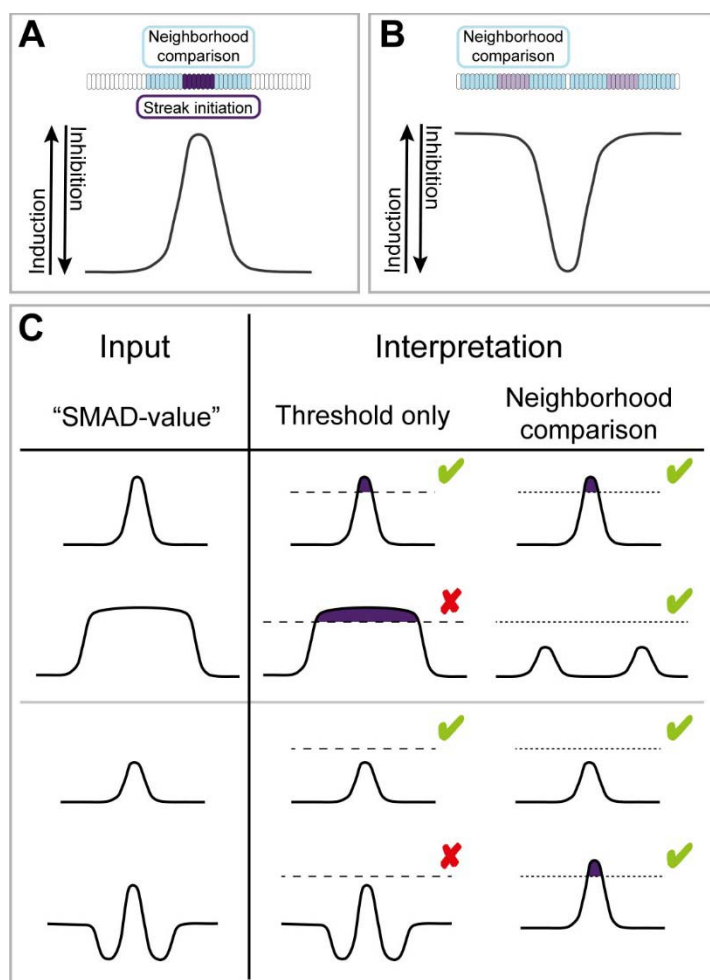 A
Neighborhood
comparison
Streak initiation
Induction
Inhibition
B
Neighborhood
comparison
Induction
Inhibition
C
Input
Interpretation
“SMAD-value”
Threshold only
Neighborhood
comparison